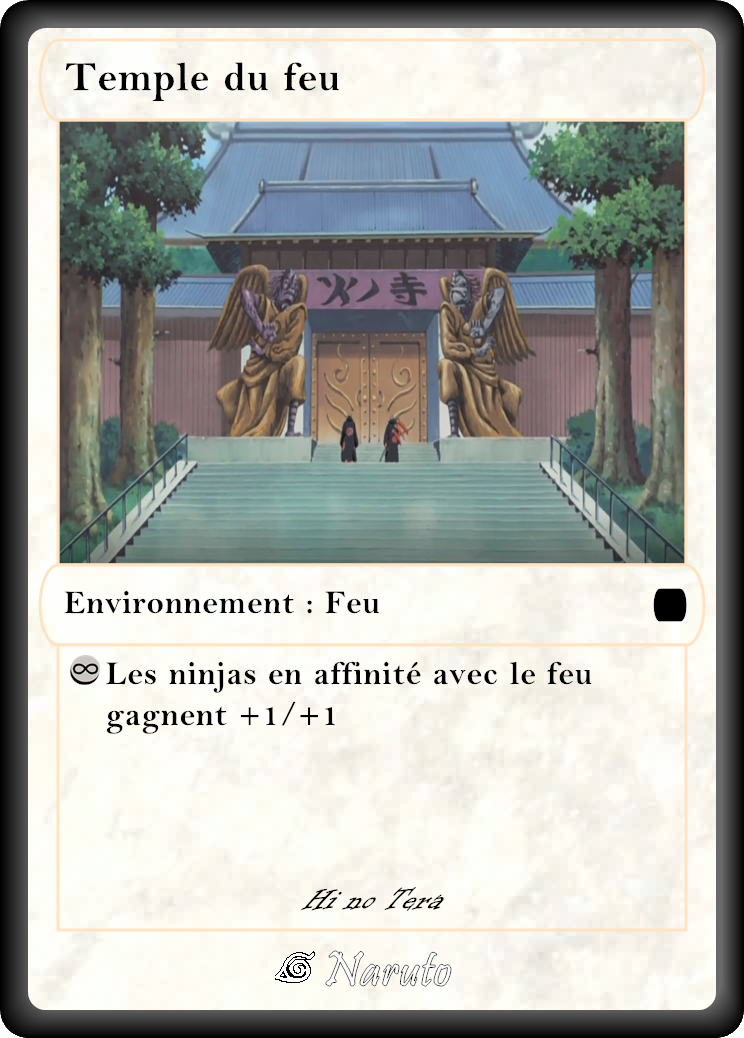 Temple du feu
火ノ寺
Environnement : Feu
∞ Les ninjas en affinité avec le feu
gagnent +1/+1
Hi no Tera
Naruto